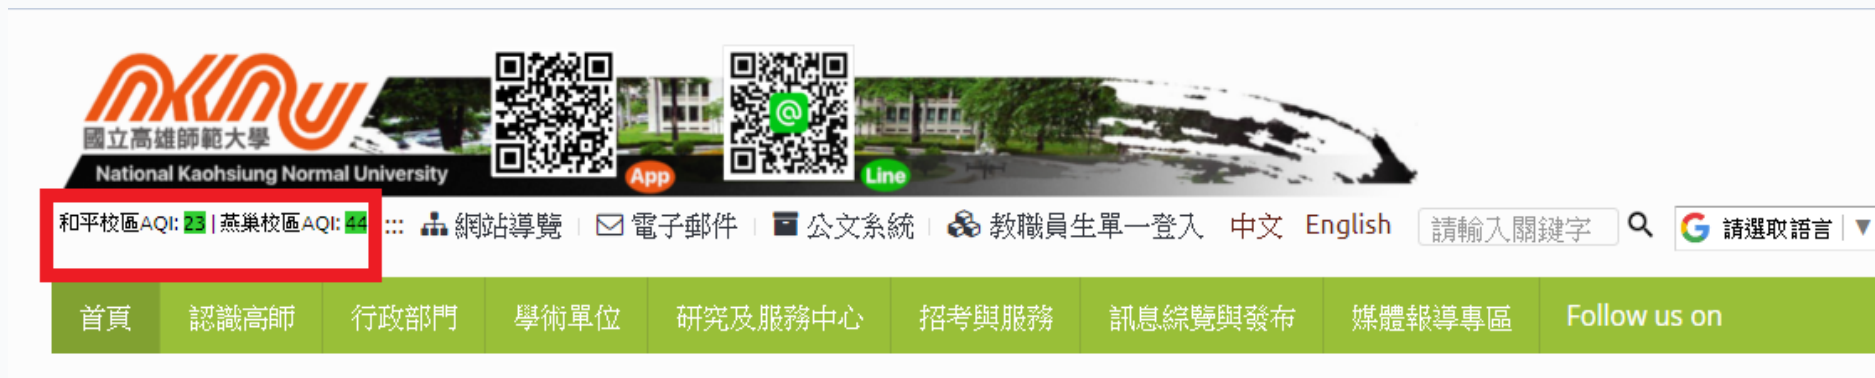 nknu
國立高雄師範大學
National Kaohsiung Normal University
App
@
Line
和平校區AQI: 23 | 燕巢校區AQI: 44 ::: 網站導覽 | 電子郵件 | 公文系統 | 教職員生單一登入 中文 English 請輸入關鍵字 G 請選取語言 | ▼
首頁 認識高師 行政部門 學術單位 研究及服務中心 招考與服務 訊息綜覽與發布 媒體報導專區 Follow us on